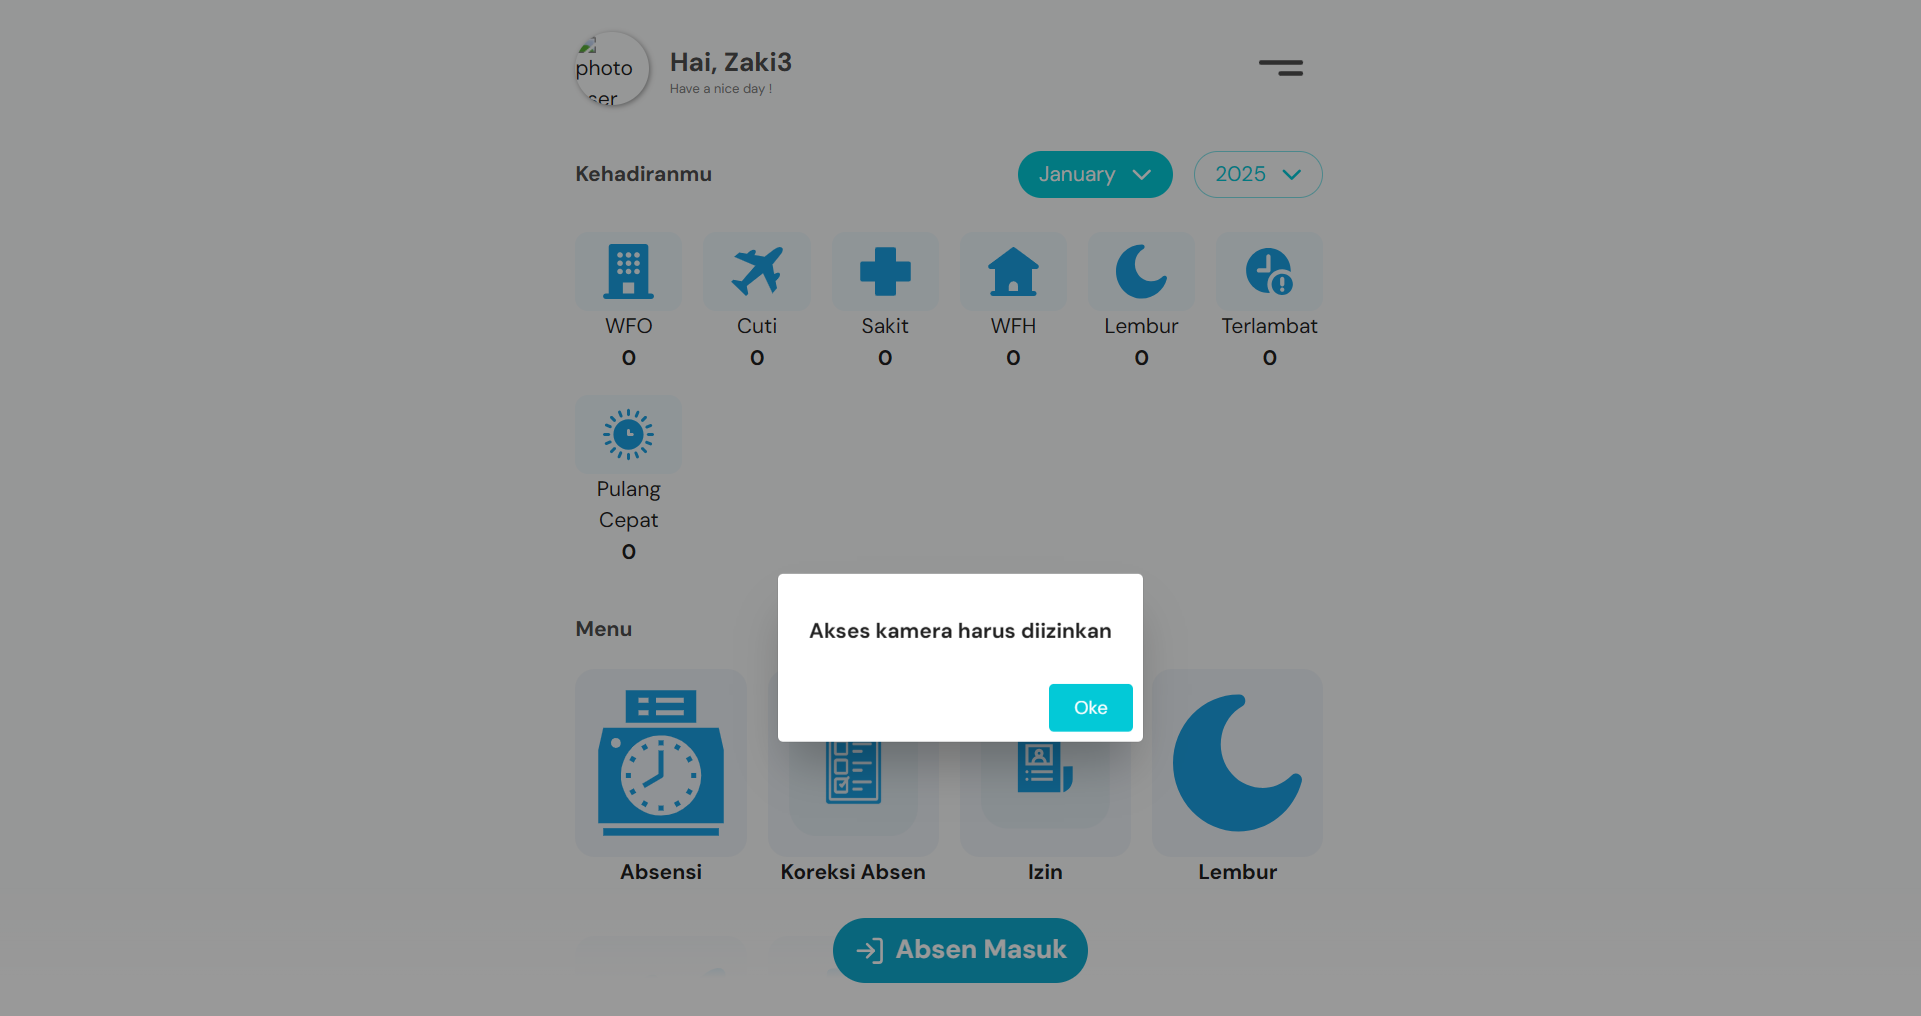 photo
ser
Hai, Zaki3
Have a nice day !
Kehadiranmu
January
2025
WFO
Cuti
Sakit
WFH
Lembur
Terlambat
0
0
0
0
0
0
Pulang
Cepat
0
Akses kamera harus diizinkan
Oke
Menu
Absensi
Koreksi Absen
Izin
Lembur
Absen Masuk